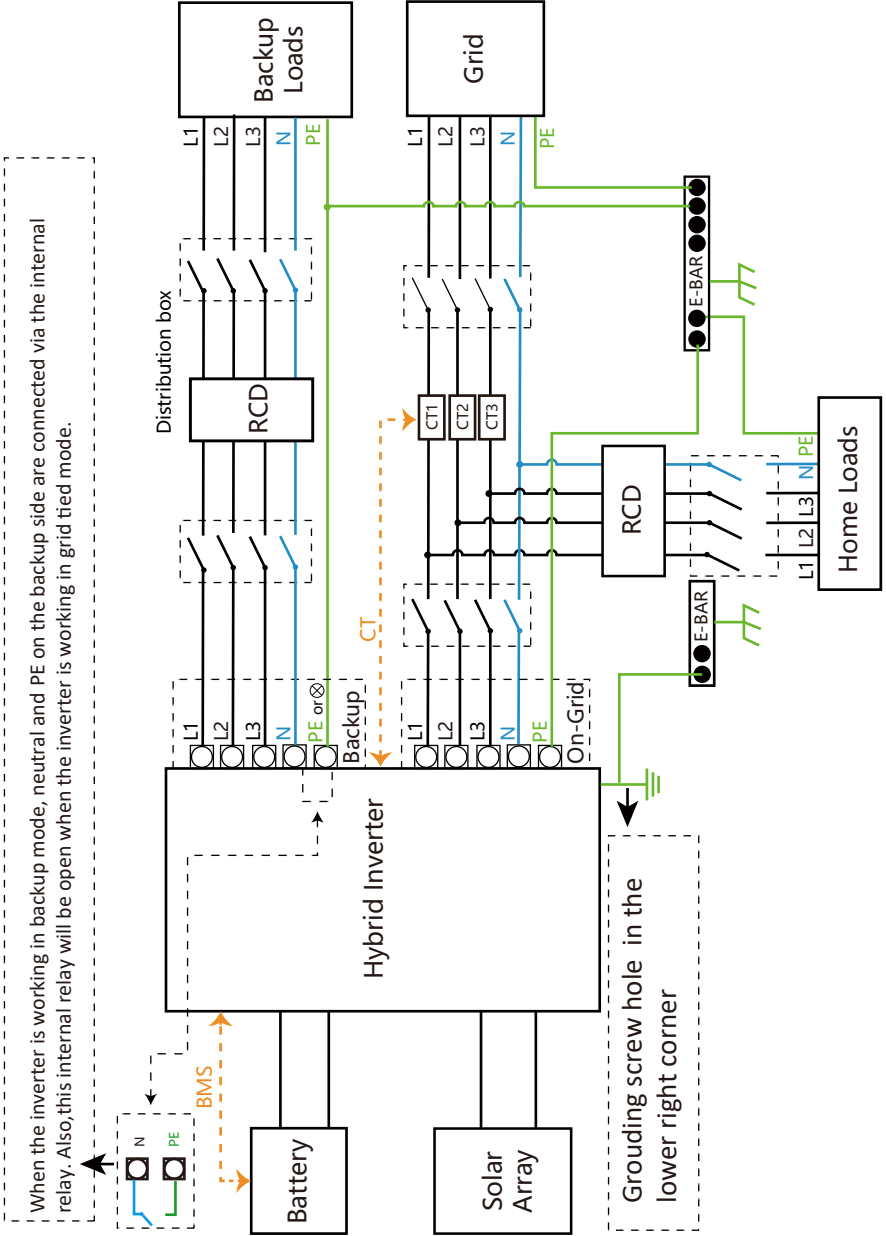 When the inverter is working in backup mode, neutral and PE on the backup side are connected via the internal
relay. Also,this internal relay will be open when the inverter is working in grid tied mode.
N
PE
BMS
Battery
Solar
Array
Hybrid Inverter
Grouding screw hole in the
lower right corner
L1
L2
L3
N
PE or⊗
Backup
CT
L1
L2
L3
N
PE
On-Grid
Distribution box
RCD
CT1
CT2
CT3
L1
L2
L3
N
PE
Backup
Loads
L1
L2
L3
N
PE
Grid
RCD
E-BAR
E-BAR
L1
L2
L3
N
PE
Home Loads